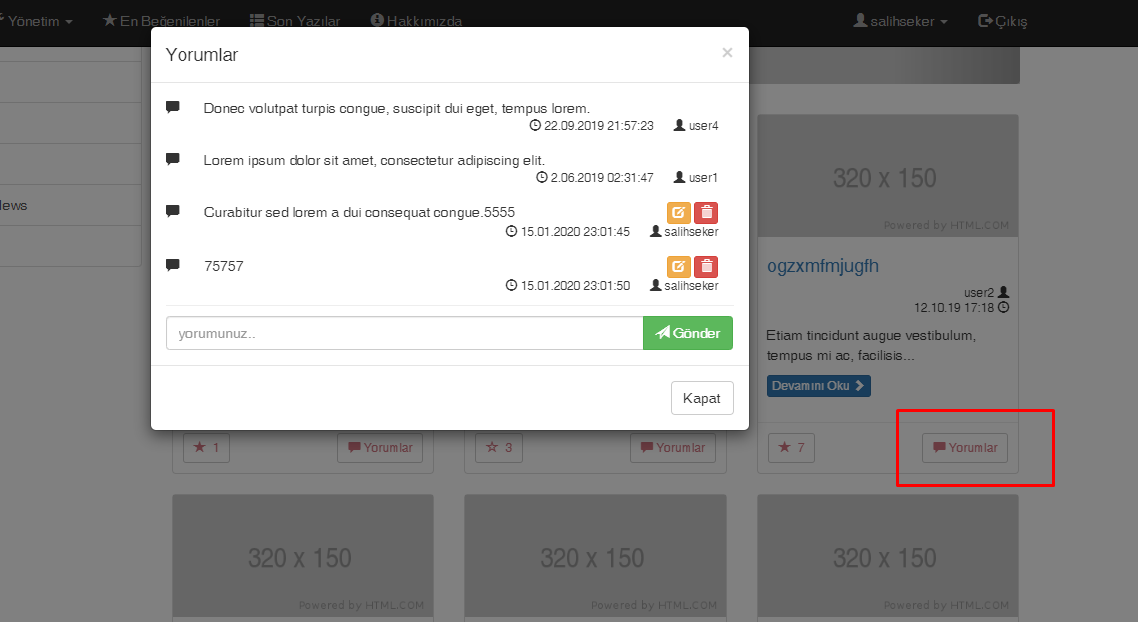 Yönetim
En Beğenilenler
Son Yazılar
Hakkımızda
salihseker
Çıkış
Yorumlar
×
Donec volutpat turpis congue, suscipit dui eget, tempus lorem.
22.09.2019 21:57:23 user4
Lorem ipsum dolor sit amet, consectetur adipiscing elit.
2.06.2019 02:31:47 user1
Curabitur sed lorem a dui consequat congue.5555
15.01.2020 23:01:45 salihseker
75757
15.01.2020 23:01:50 salihseker
yorumunuz..
Gönder
Kapat
320 x 150
Powered by HTML.COM
ogzxmfmjugfh
user2
12.10.19 17:18
Etiam tincidunt augue vestibulum,
tempus mi ac, facilisis...
Devamını Oku
1 Yorumlar
3 Yorumlar
7 Yorumlar
320 x 150
Powered by HTML.COM
320 x 150
Powered by HTML.COM
320 x 150
Powered by HTML.COM